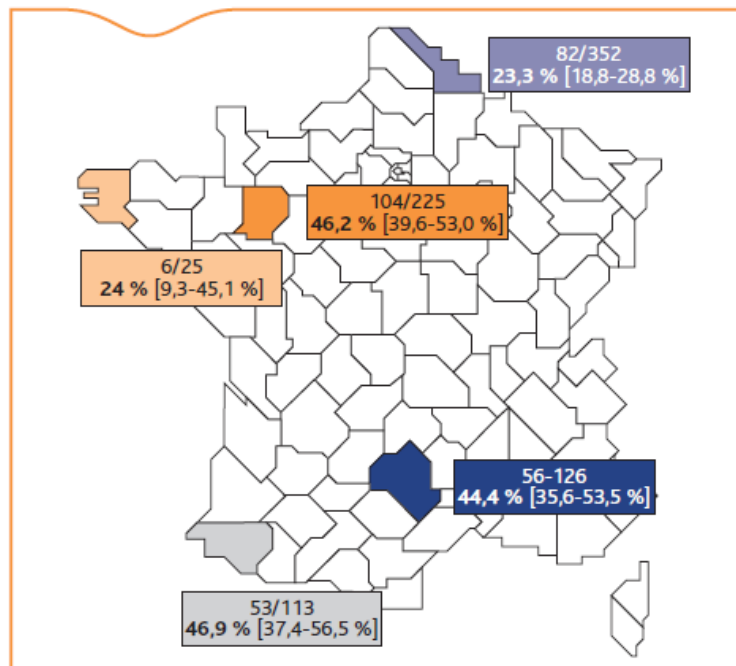 82/352
23,3 % [18,8-28,8 %]
104/225
46,2 % [39,6-53,0 %]
6/25
24 % [9,3-45,1 %]
56-126
44,4 % [35,6-53,5 %]
53/113
46,9 % [37,4-56,5 %]